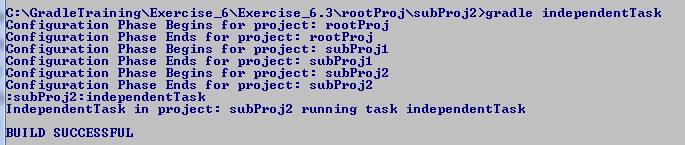 C:\GradleTraining\Exercise_6\Exercise_6.3\rootProj\subProj2>gradle independentTask
Configuration Phase Begins for project: rootProj
Configuration Phase Ends for project: rootProj
Configuration Phase Begins for project: subProj1
Configuration Phase Ends for project: subProj1
Configuration Phase Begins for project: subProj2
Configuration Phase Ends for project: subProj2
:subProj2:independentTask
IndependentTask in project: subProj2 running task independentTask
BUILD SUCCESSFUL